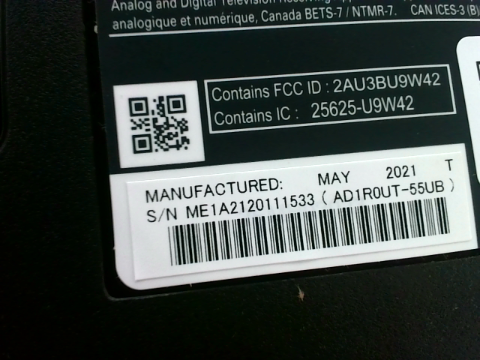 Analog and Digital Television Receiving
analogique et numérique, Canada BETS-7 / NTMR-7. CAN ICES-3 (B)
Contains FCC ID : 2AU3BU9W42
Contains IC : 25625-U9W42
MANUFACTURED: MAY 2021 T
S/N ME1A2120111533 ( AD1R0UT-55UB )